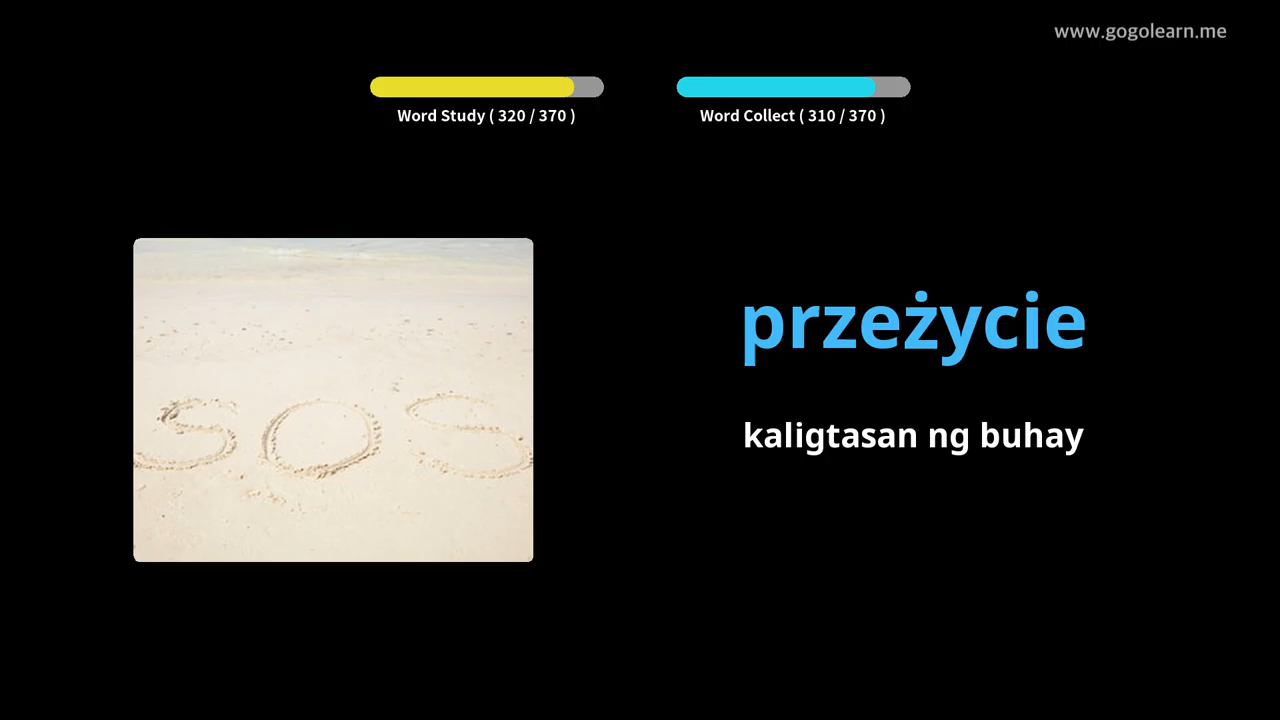 www.gogolearn.me
Word Study ( 320 / 370 )
Word Collect ( 310 / 370 )
SOS
przeżycie
kaligtasan ng buhay